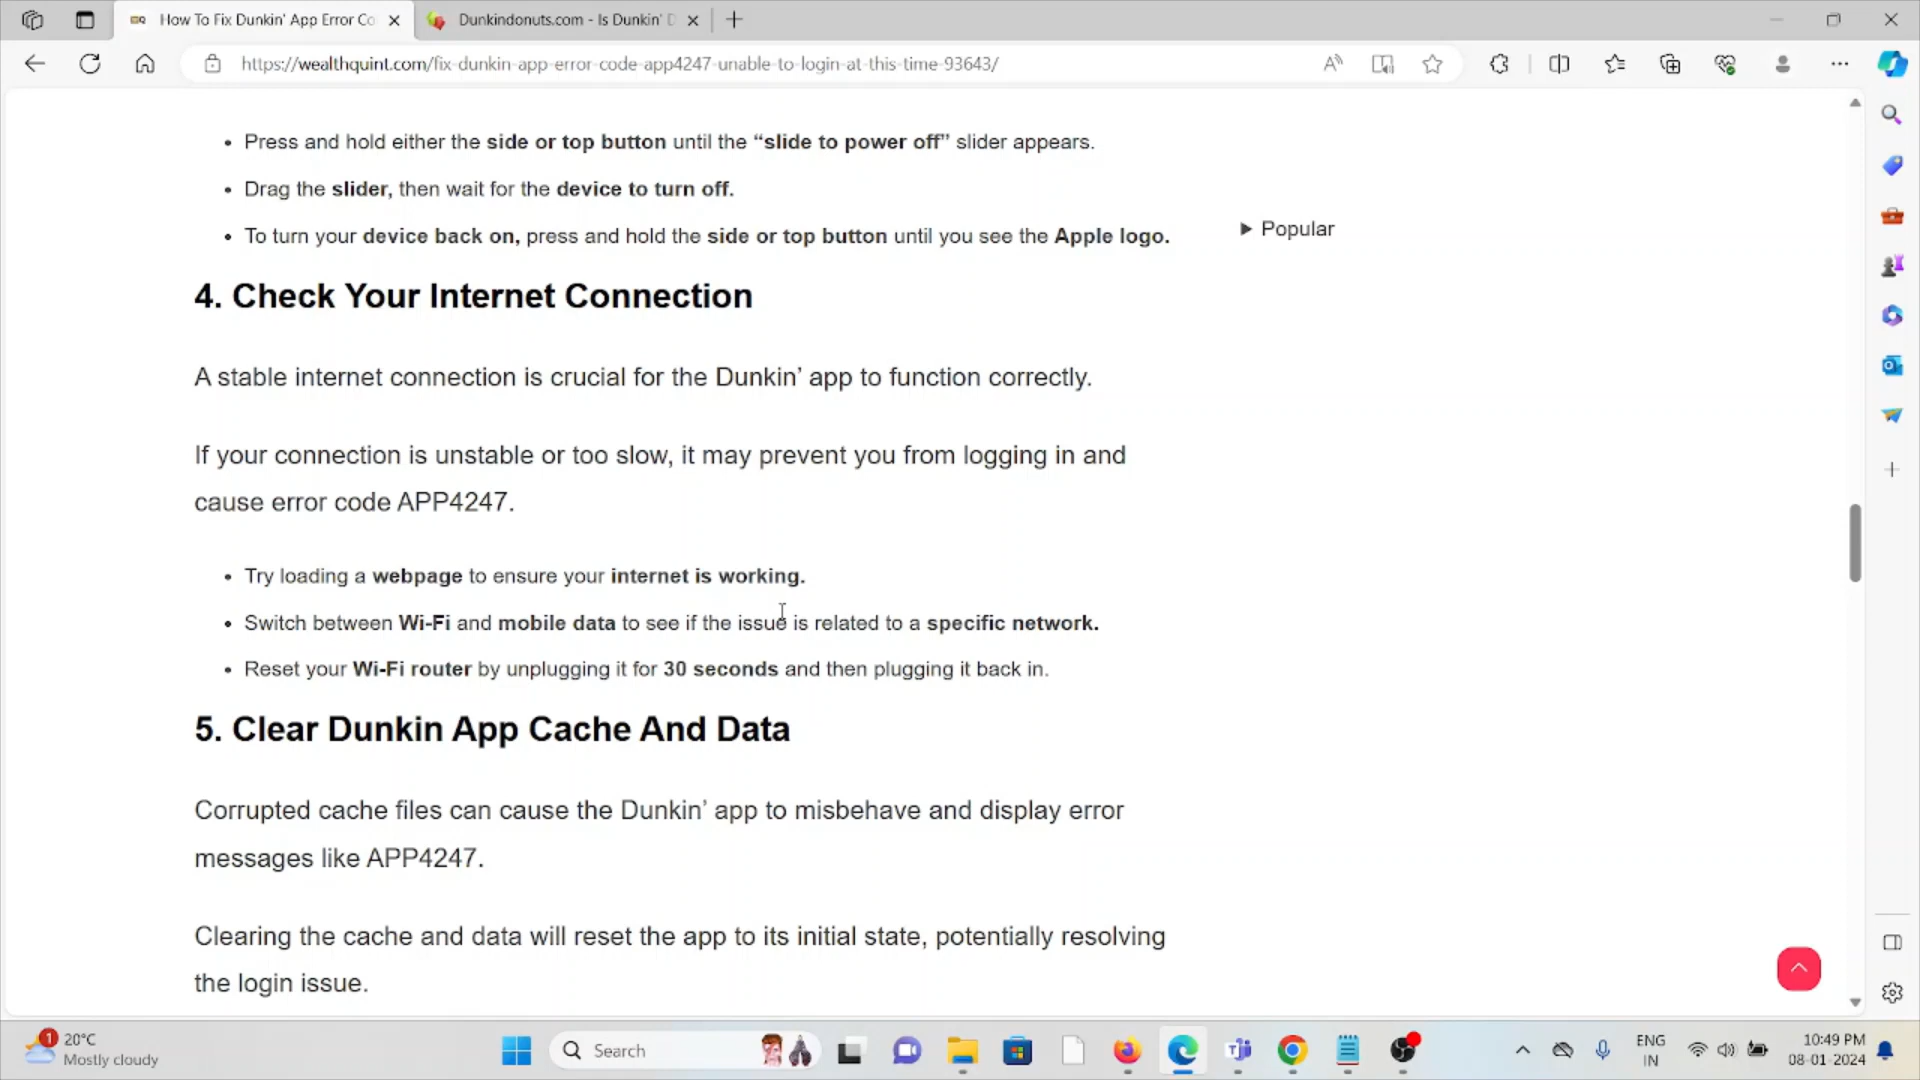 How To Fix Dunkin' App Error Co
Dunkindonuts.com - Is Dunkin' D
https://wealthquint.com/fix-dunkin-app-error-code-app4247-unable-to-login-at-this-time-93643/
• Press and hold either the side or top button until the “slide to power off” slider appears.
• Drag the slider, then wait for the device to turn off.
• To turn your device back on, press and hold the side or top button until you see the Apple logo.
Popular
4. Check Your Internet Connection
A stable internet connection is crucial for the Dunkin’ app to function correctly.
If your connection is unstable or too slow, it may prevent you from logging in and
cause error code APP4247.
• Try loading a webpage to ensure your internet is working.
• Switch between Wi-Fi and mobile data to see if the issue is related to a specific network.
• Reset your Wi-Fi router by unplugging it for 30 seconds and then plugging it back in.
5. Clear Dunkin App Cache And Data
Corrupted cache files can cause the Dunkin’ app to misbehave and display error
messages like APP4247.
Clearing the cache and data will reset the app to its initial state, potentially resolving
the login issue.
1
20°C
Mostly cloudy
Search
ENG
IN
10:49 PM
08-01-2024